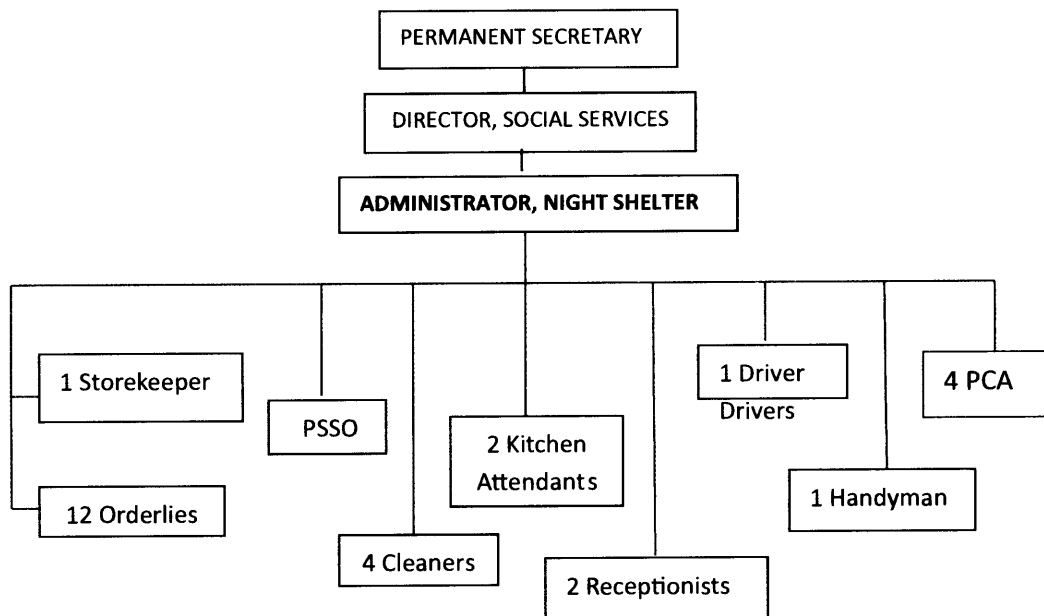 PERMANENT SECRETARY
DIRECTOR, SOCIAL SERVICES
ADMINISTRATOR, NIGHT SHELTER
1 Storekeeper
12 Orderlies
PSSO
4 Cleaners
2 Kitchen
Attendants
2 Receptionists
1 Driver
Drivers
1 Handyman
4 PCA